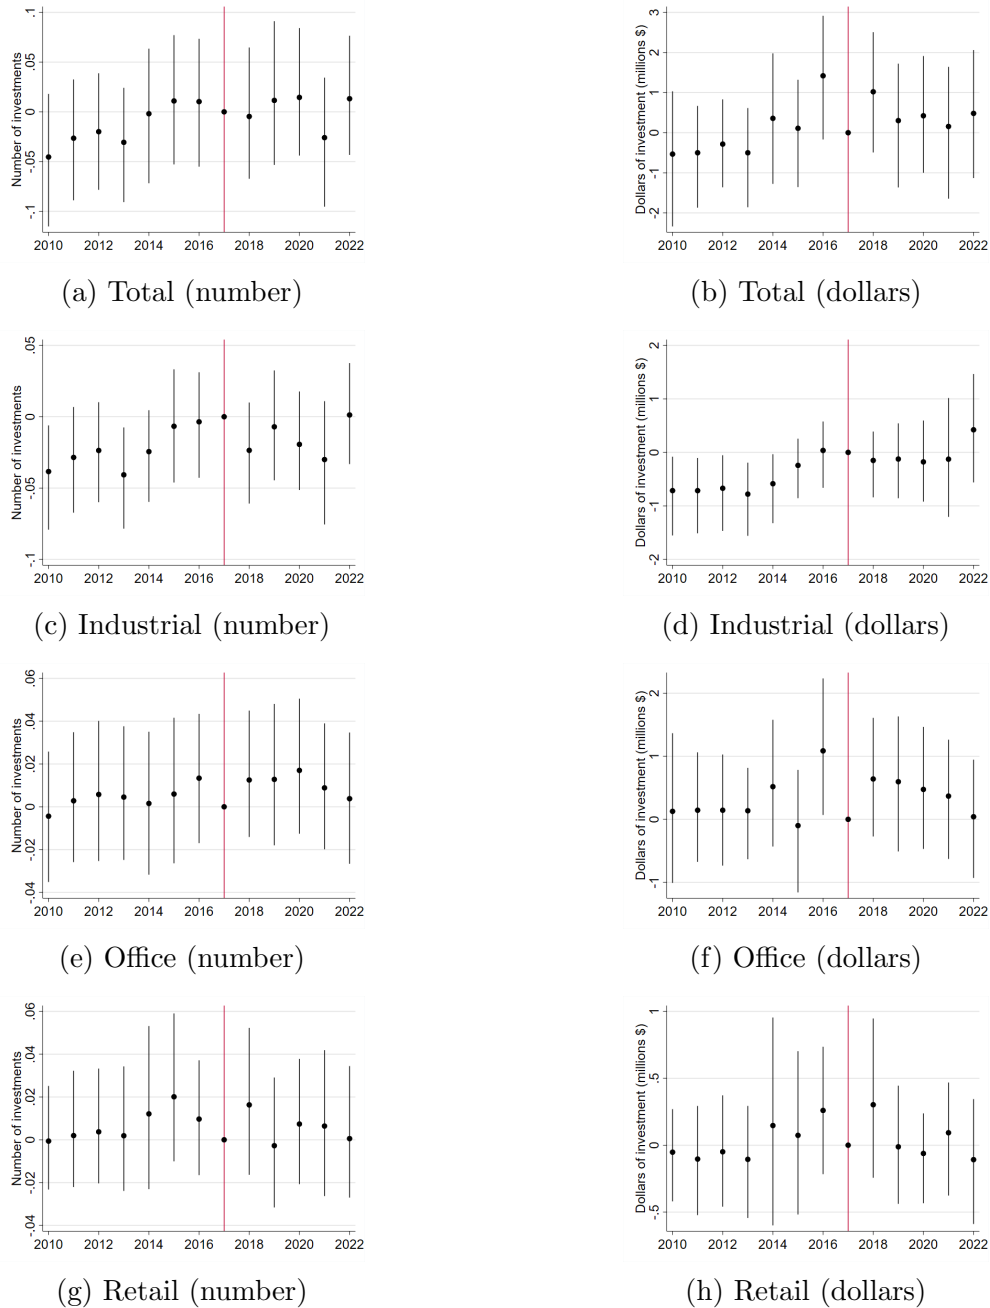 Number of investments
.1
.05
0
-.05
-.1
2010 2012 2014 2016 2018 2020 2022
(a) Total (number)
Dollars of investment (millions $)
3
2
1
0
-1
-2
2010 2012 2014 2016 2018 2020 2022
(b) Total (dollars)
Number of investments
.05
0
-.05
-.1
2010 2012 2014 2016 2018 2020 2022
(c) Industrial (number)
Dollars of investment (millions $)
2
1
0
-1
-2
2010 2012 2014 2016 2018 2020 2022
(d) Industrial (dollars)
Number of investments
.06
.04
.02
0
-.02
-.04
2010 2012 2014 2016 2018 2020 2022
(e) Office (number)
Dollars of investment (millions $)
2
1
0
-1
2010 2012 2014 2016 2018 2020 2022
(f) Office (dollars)
Number of investments
.06
.04
.02
0
-.02
-.04
2010 2012 2014 2016 2018 2020 2022
(g) Retail (number)
Dollars of investment (millions $)
1
.5
0
-.5
2010 2012 2014 2016 2018 2020 2022
(h) Retail (dollars)